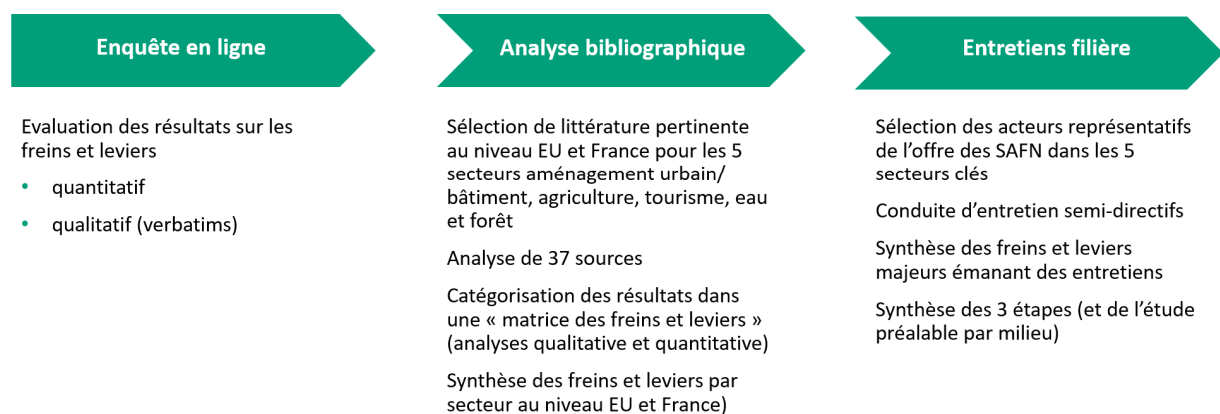 Enquête en ligne
Evaluation des résultats sur les
freins et leviers
• quantitatif
• qualitatif (verbatims)
Analyse bibliographique
Sélection de littérature pertinente
au niveau EU et France pour les 5
secteurs aménagement urbain/
bâtiment, agriculture, tourisme, eau
et forêt
Analyse de 37 sources
Catégorisation des résultats dans
une « matrice des freins et leviers »
(analyses qualitative et quantitative)
Synthèse des freins et leviers par
secteur au niveau EU et France)
Entretiens filière
Sélection des acteurs représentatifs
de l’offre des SAFN dans les 5
secteurs clés
Conduite d’entretien semi-directifs
Synthèse des freins et leviers
majeurs émanant des entretiens
Synthèse des 3 étapes (et de l’étude
préalable par milieu)